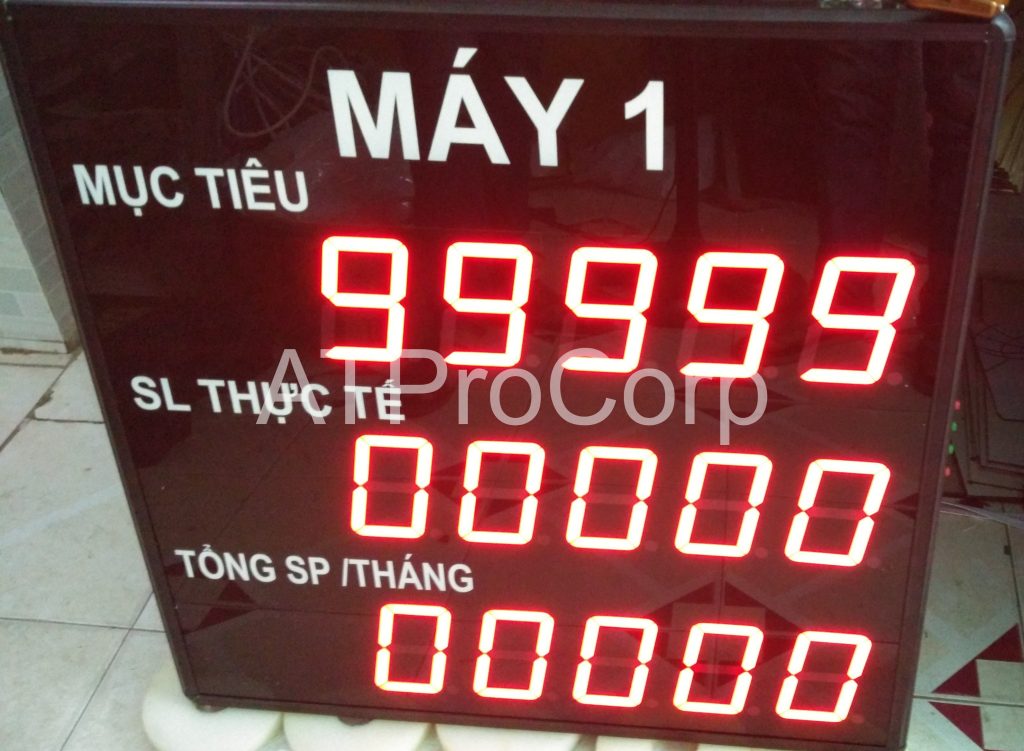 MÁY 1
MỤC TIÊU
99999
ATProCorp
SL THỰC TẾ
00000
TỔNG SP /THÁNG
00000